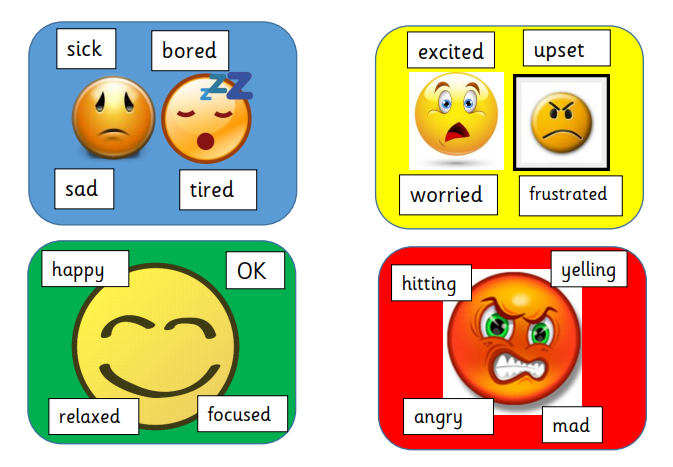 sick
bored
sad
tired
excited
upset
worried
frustrated
happy
OK
relaxed
focused
hitting
yelling
angry
mad